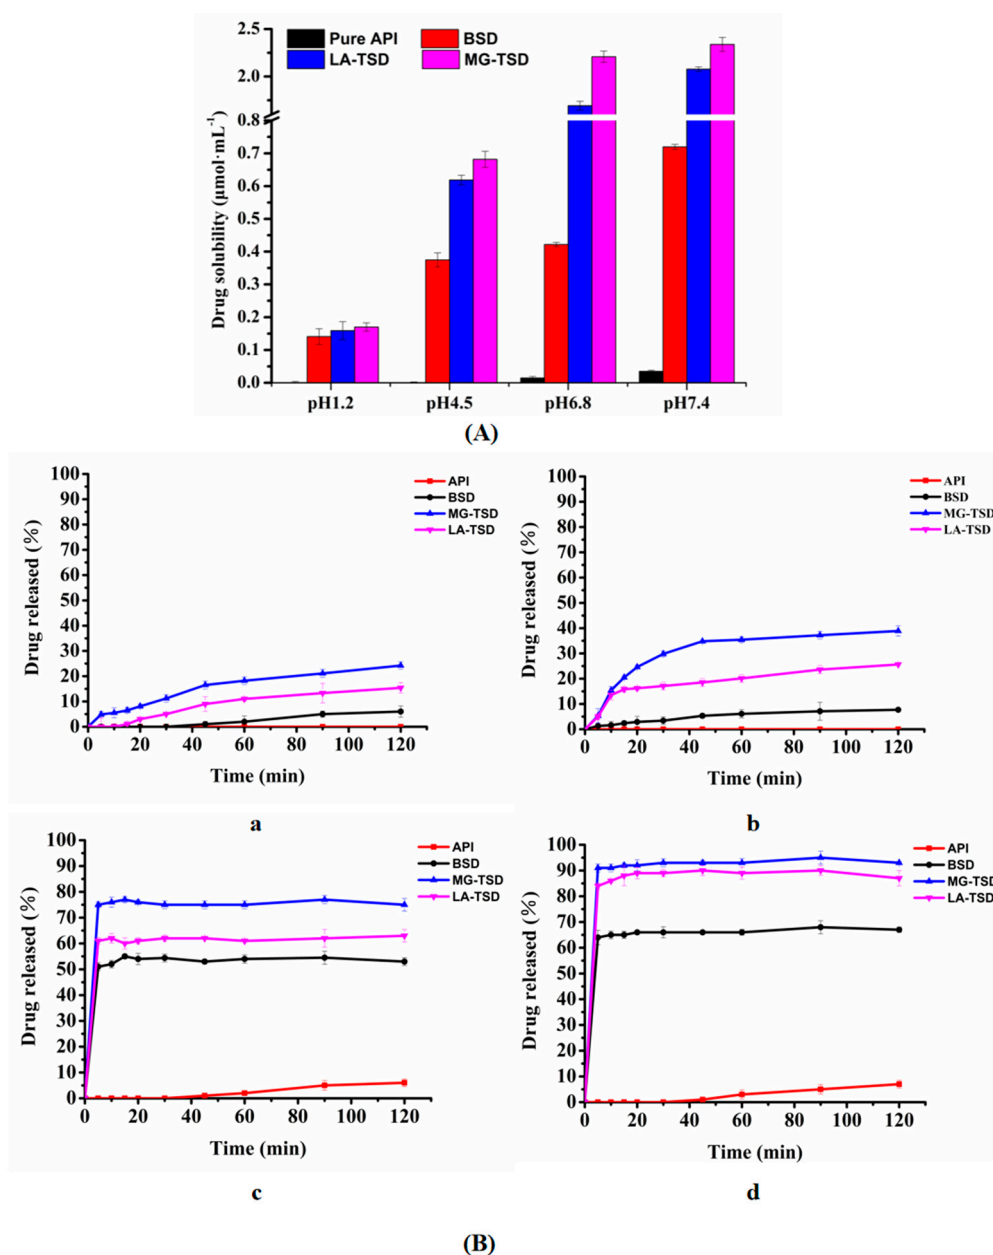 2.5
2.0
0.8
0.7
0.6
0.5
0.4
0.3
0.2
0.1
0.0
Drug solubility (μmol·mL⁻¹)
Pure API BSD
LA-TSD MG-TSD
pH1.2 pH4.5 pH6.8 pH7.4
(A)
100
90
80
70
60
50
40
30
20
10
0
Drug released (%)
API
BSD
MG-TSD
LA-TSD
0 20 40 60 80 100 120
Time (min)
a
100
90
80
70
60
50
40
30
20
10
0
Drug released (%)
API
BSD
MG-TSD
LA-TSD
0 20 40 60 80 100 120
Time (min)
b
100
90
80
70
60
50
40
30
20
10
0
Drug released (%)
API
BSD
MG-TSD
LA-TSD
0 20 40 60 80 100 120
Time (min)
c
100
90
80
70
60
50
40
30
20
10
0
Drug released (%)
API
BSD
MG-TSD
LA-TSD
0 20 40 60 80 100 120
Time (min)
d
(B)